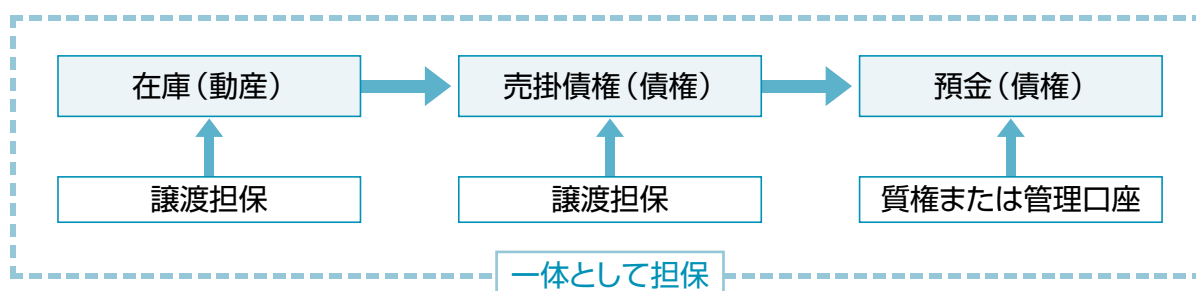 在庫（動産）
売掛債権（債権）
預金（債権）
譲渡担保
譲渡担保
質権または管理口座
一体として担保